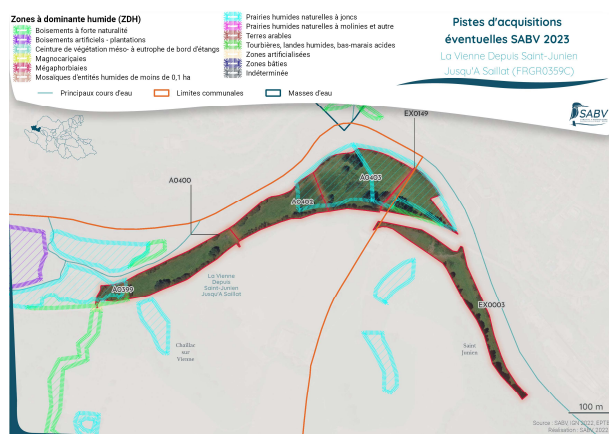 Zones à dominante humide (ZDH)
Boisements à forte naturalité
Boisements artificiels - plantations
Ceinture de végétation méso- à eutrophe de bord d'étangs
Magnocariçaies
Mégaphorbiaies
Mosaïques d'entités humides de moins de 0,1 ha
Prairies humides naturelles à joncs
Prairies humides naturelles à molinies et autre
Terres arables
Tourbières, landes humides, bas-marais acides
Zones artificialisées
Zones bâties
Indéterminée
Principaux cours d'eau
Limites communales
Masses d'eau
Pistes d'acquisitions
éventuelles SABV 2023
La Vienne Depuis Saint-Junien
Jusqu'A Saillat (FRGR0359C)
SABV
EX0149
A0400
A0403
A0402
La Vienne
Depuis
Saint-Junien
Jusqu'A Saillat
A0399
EX0003
Chaillac
sur
Vienne
Saint
Junien
100 m
Source : SABV, IGN 2022, EPTB
Réalisation : SABV, 2022